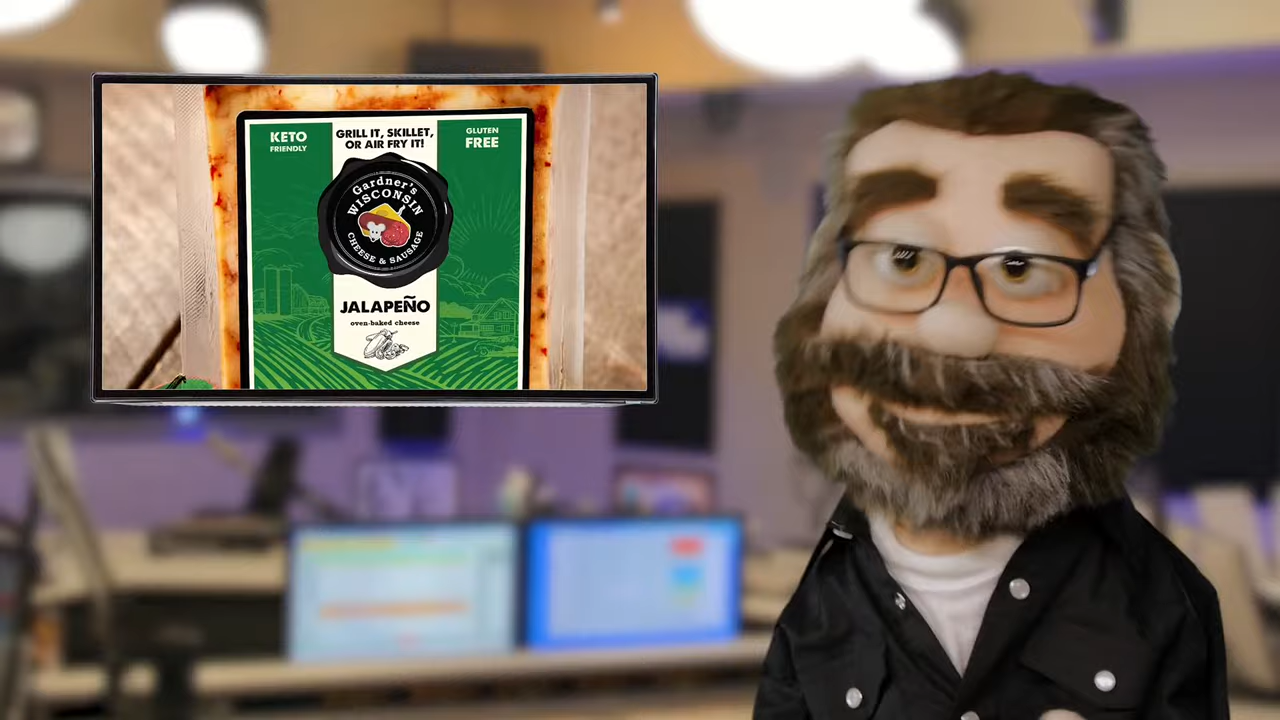 KETO
FRIENDLY
GRILL IT, SKILLET,
OR AIR FRY IT!
GLUTEN
FREE
Gardner's
WISCONSIN
CHEESE & SAUSAGE
JALAPEÑO
oven-baked cheese